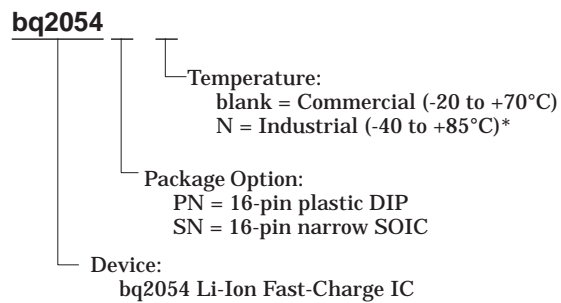 bq2054
Temperature:
blank = Commercial (-20 to +70°C)
N = Industrial (-40 to +85°C)*
Package Option:
PN = 16-pin plastic DIP
SN = 16-pin narrow SOIC
Device:
bq2054 Li-Ion Fast-Charge IC